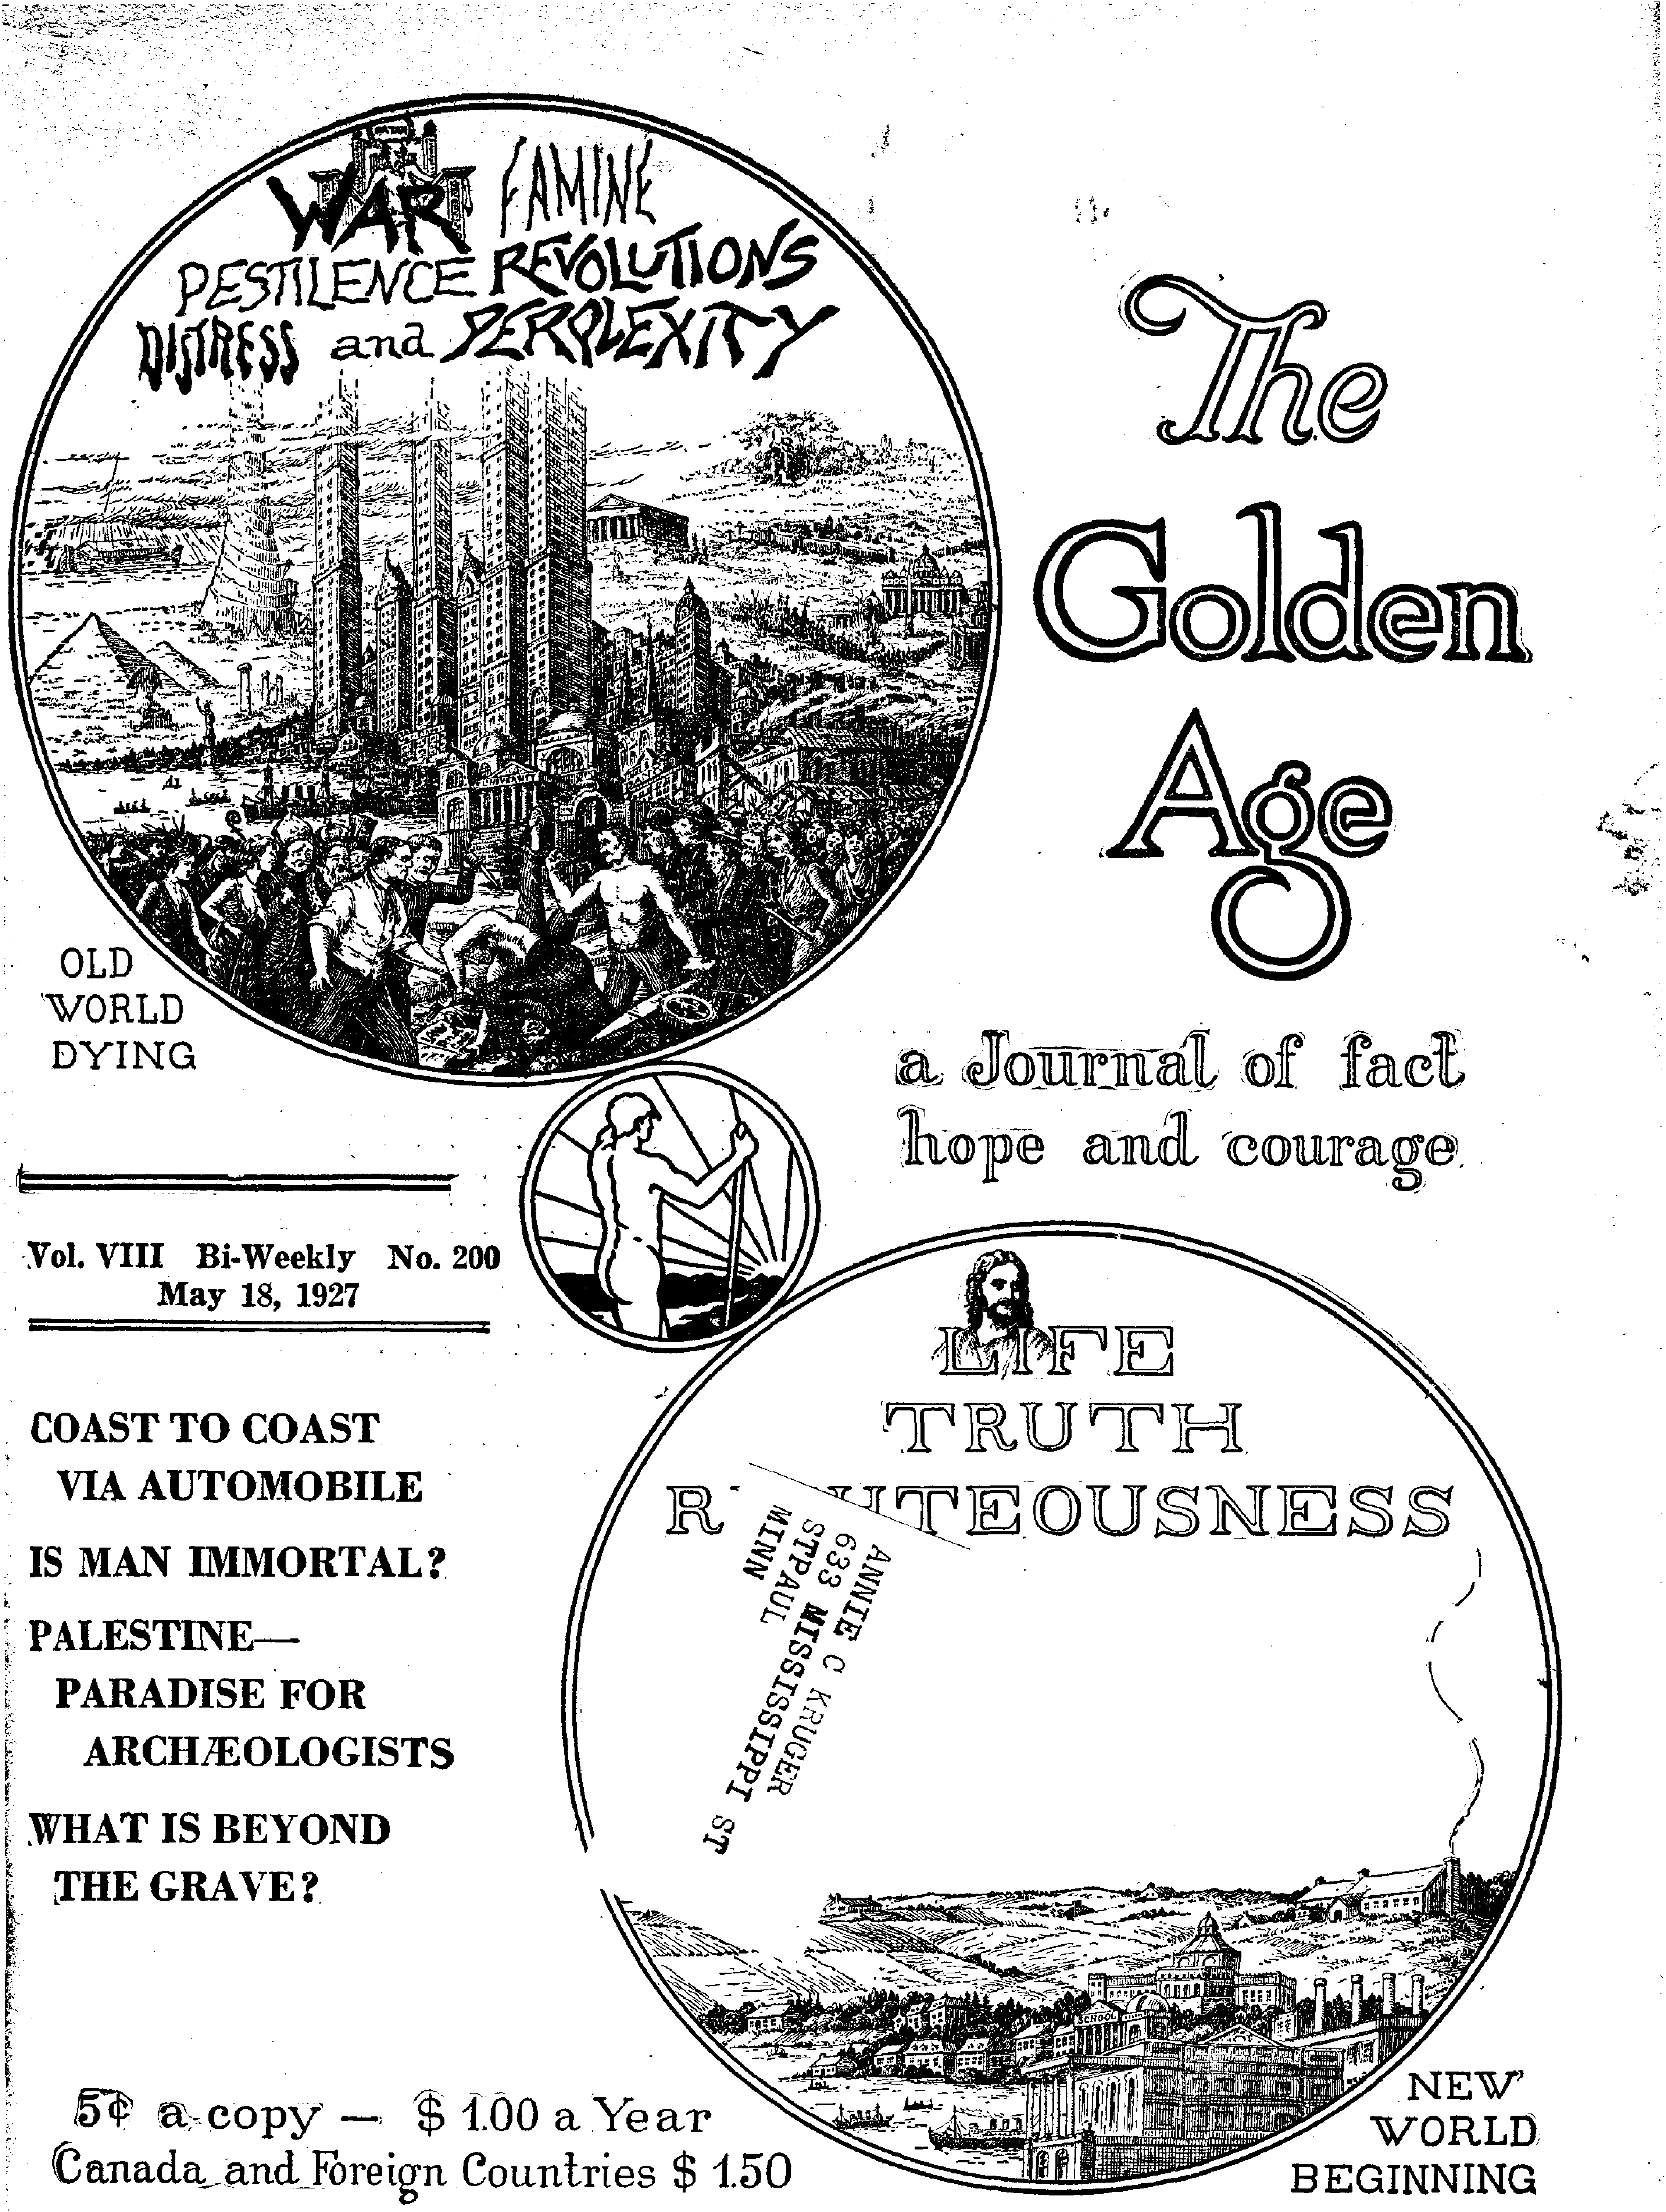 SATAN
WAR FAMINE
PESTILENCE REVOLUTIONS
DISTRESS and PERPLEXITY
The
Golden
Age
OLD
WORLD
DYING
a Journal of fact
hope and courage
Vol. VIII Bi-Weekly No. 200
May 18, 1927
LIFE
TRUTH
R HTEOUSNESS
ANNIE C KRUGER
633 MISSISSIPPI ST
STPAUL
MINN
COAST TO COAST
VIA AUTOMOBILE
IS MAN IMMORTAL?
PALESTINE—
PARADISE FOR
ARCHÆOLOGISTS
WHAT IS BEYOND
THE GRAVE?
SCHOOL
5¢ a copy — $ 1.00 a Year
Canada and Foreign Countries $ 1.50
NEW
WORLD
BEGINNING